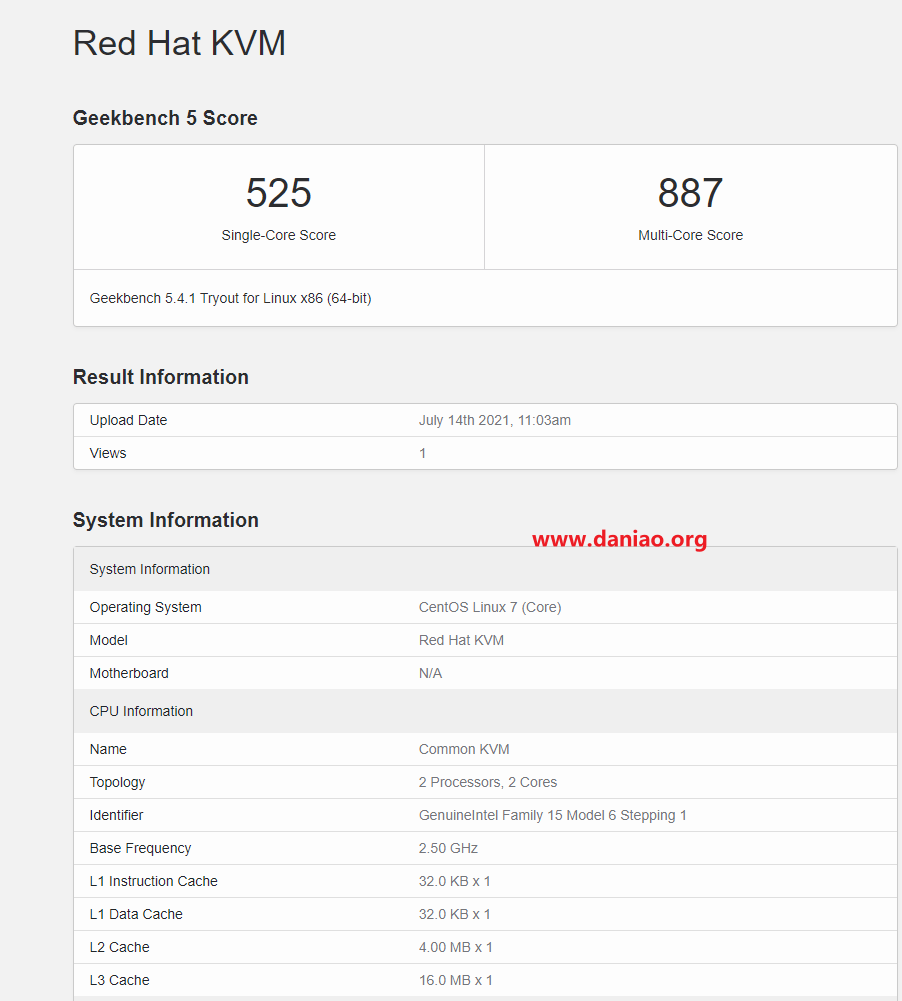 Red Hat KVM
Geekbench 5 Score
525 887
Single-Core Score Multi-Core Score
Geekbench 5.4.1 Tryout for Linux x86 (64-bit)
Result Information
Upload Date July 14th 2021, 11:03am
Views 1
System Information
www.daniao.org
System Information
Operating System CentOS Linux 7 (Core)
Model Red Hat KVM
Motherboard N/A
CPU Information
Name Common KVM
Topology 2 Processors, 2 Cores
Identifier GenuineIntel Family 15 Model 6 Stepping 1
Base Frequency 2.50 GHz
L1 Instruction Cache 32.0 KB x 1
L1 Data Cache 32.0 KB x 1
L2 Cache 4.00 MB x 1
L3 Cache 16.0 MB x 1